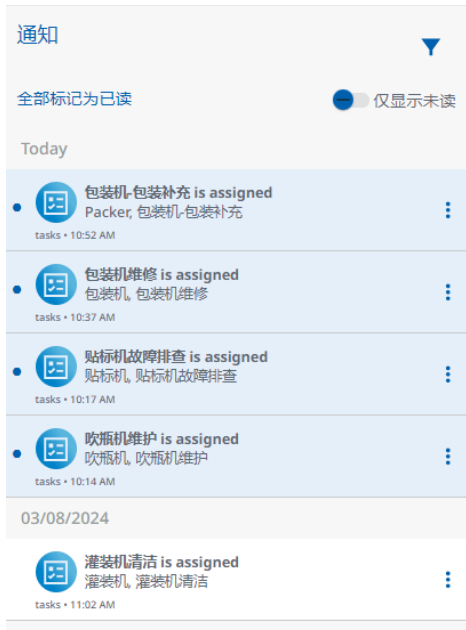 通知
全部标记为已读
仅显示未读
Today
包装机-包装补充 is assigned
Packer, 包装机-包装补充
tasks • 10:52 AM
包装机维修 is assigned
包装机, 包装机维修
tasks • 10:37 AM
贴标机故障排查 is assigned
贴标机, 贴标机故障排查
tasks • 10:17 AM
吹瓶机维护 is assigned
吹瓶机, 吹瓶机维护
tasks • 10:14 AM
03/08/2024
灌装机清洁 is assigned
灌装机, 灌装机清洁
tasks • 11:02 AM